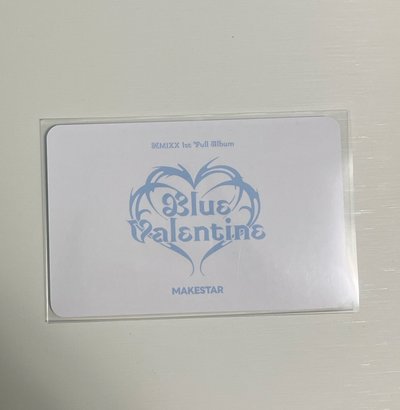 NMIXX 1st Full Album
Blue
Valentine
MAKESTAR